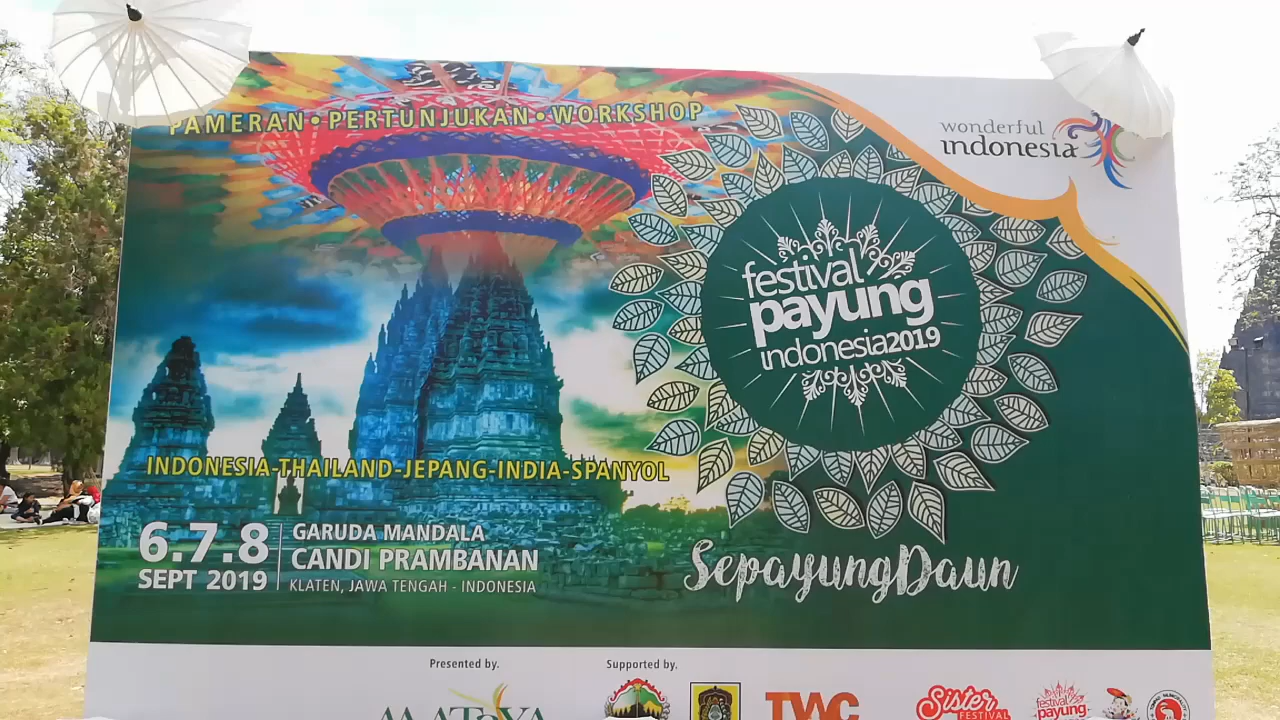 PAMERAN•PERTUNJUKAN•WORKSHOP
wonderful
indonesia
festival
payung
indonesia2019
INDONESIA-THAILAND-JEPANG-INDIA-SPANYOL
6.7.8
SEPT 2019
GARUDA MANDALA
CANDI PRAMBANAN
KLATEN, JAWA TENGAH - INDONESIA
SepayungDaun
Presented by.
Supported by.
MATaYA
TWC
Sister
FESTIVAL
festival
payung